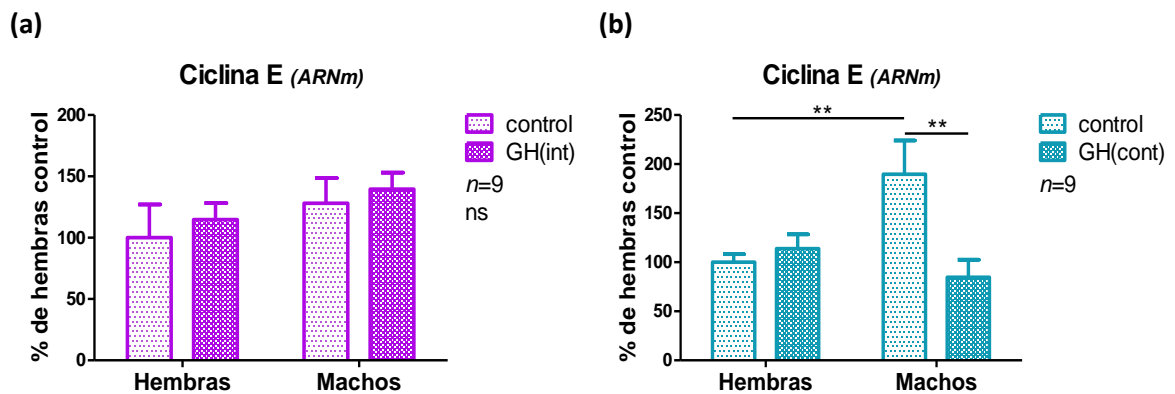 (a)
Ciclina E (ARNm)
% de hembras control
200
150
100
50
0
Hembras
Machos
control
GH(int)
n=9
ns
(b)
Ciclina E (ARNm)
% de hembras control
250
200
150
100
50
0
**
**
Hembras
Machos
control
GH(cont)
n=9